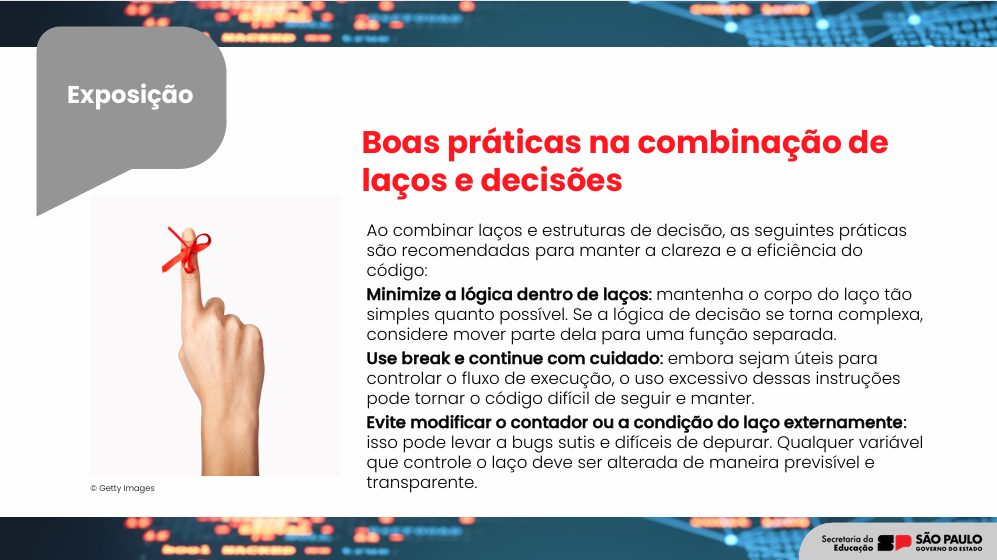 HACKED
true
Exposição
Boas práticas na combinação de
laços e decisões
Ao combinar laços e estruturas de decisão, as seguintes práticas
são recomendadas para manter a clareza e a eficiência do
código:
Minimize a lógica dentro de laços: mantenha o corpo do laço tão
simples quanto possível. Se a lógica de decisão se torna complexa,
considere mover parte dela para uma função separada.
Use break e continue com cuidado: embora sejam úteis para
controlar o fluxo de execução, o uso excessivo dessas instruções
pode tornar o código difícil de seguir e manter.
Evite modificar o contador ou a condição do laço externamente:
isso pode levar a bugs sutis e difíceis de depurar. Qualquer variável
que controle o laço deve ser alterada de maneira previsível e
transparente.
© Getty Images
bool HACKED == true
Secretaria da
Educação
SP
SÃO PAULO
GOVERNO DO ESTADO